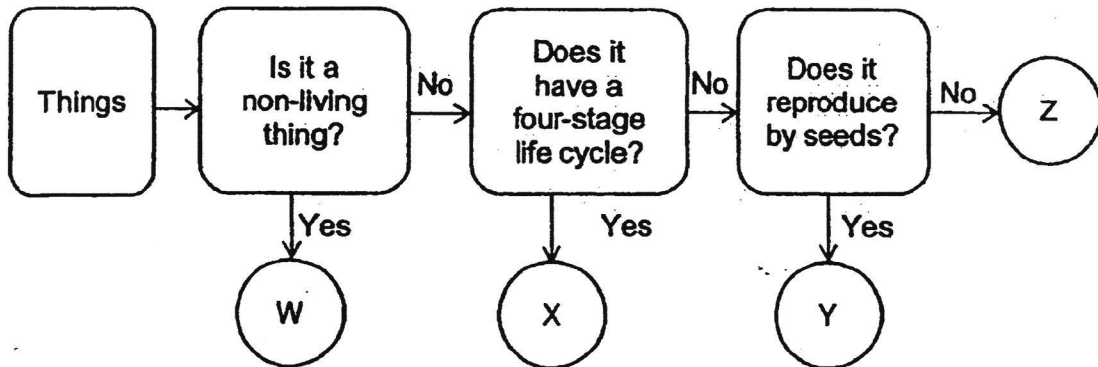 Things
Is it a
non-living
thing?
No
Does it
have a
four-stage
life cycle?
No
Does it
reproduce
by seeds?
No
Z
Yes
Yes
Yes
W
X
Y